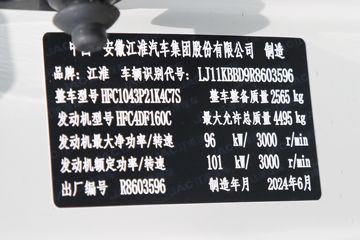 中国 安徽江淮汽车集团股份有限公司 制造
品牌：江淮 车辆识别代号：LJ11KBBD9R8603596
整车型号 HFC1043P21K4C7S 整车整备质量 2565 kg
发动机型号 HFC4DF160C 最大允许总质量 4495 kg
发动机最大净功率/转速 96 kW/ 3000 r/min
发动机额定功率/转速 101 kW/ 3000 r/min
出厂编号 R8603596 制造年月 2024年6月